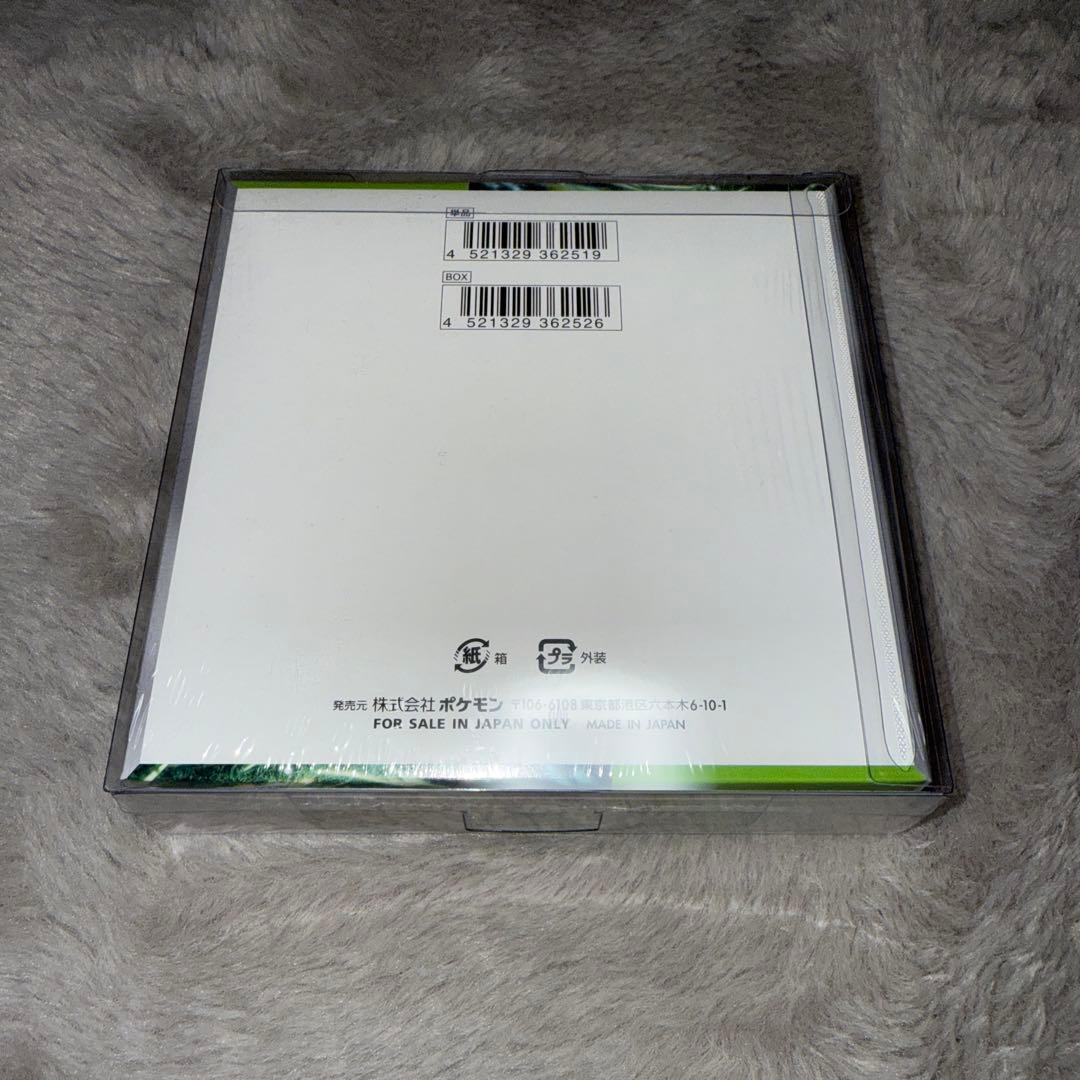 単品
4 521329 362519
BOX
4 521329 362526
紙 箱 プラ 外装
発売元 株式会社ポケモン 〒106-6108 東京都港区六本木6-10-1
FOR SALE IN JAPAN ONLY MADE IN JAPAN